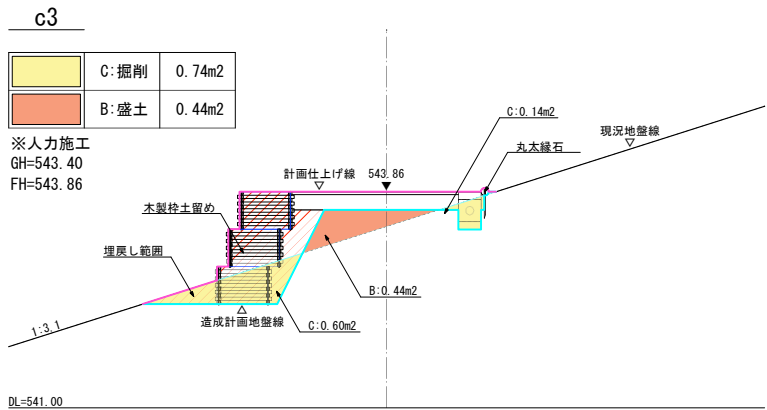 c3
C:掘削 0.74m2
B:盛土 0.44m2
※人力施工
GH=543.40
FH=543.86
C:0.14m2
現況地盤線
丸太縁石
計画仕上げ線 543.86
木製枠土留め
埋戻し範囲
B:0.44m2
造成計画地盤線
C:0.60m2
1:3.1
DL=541.00